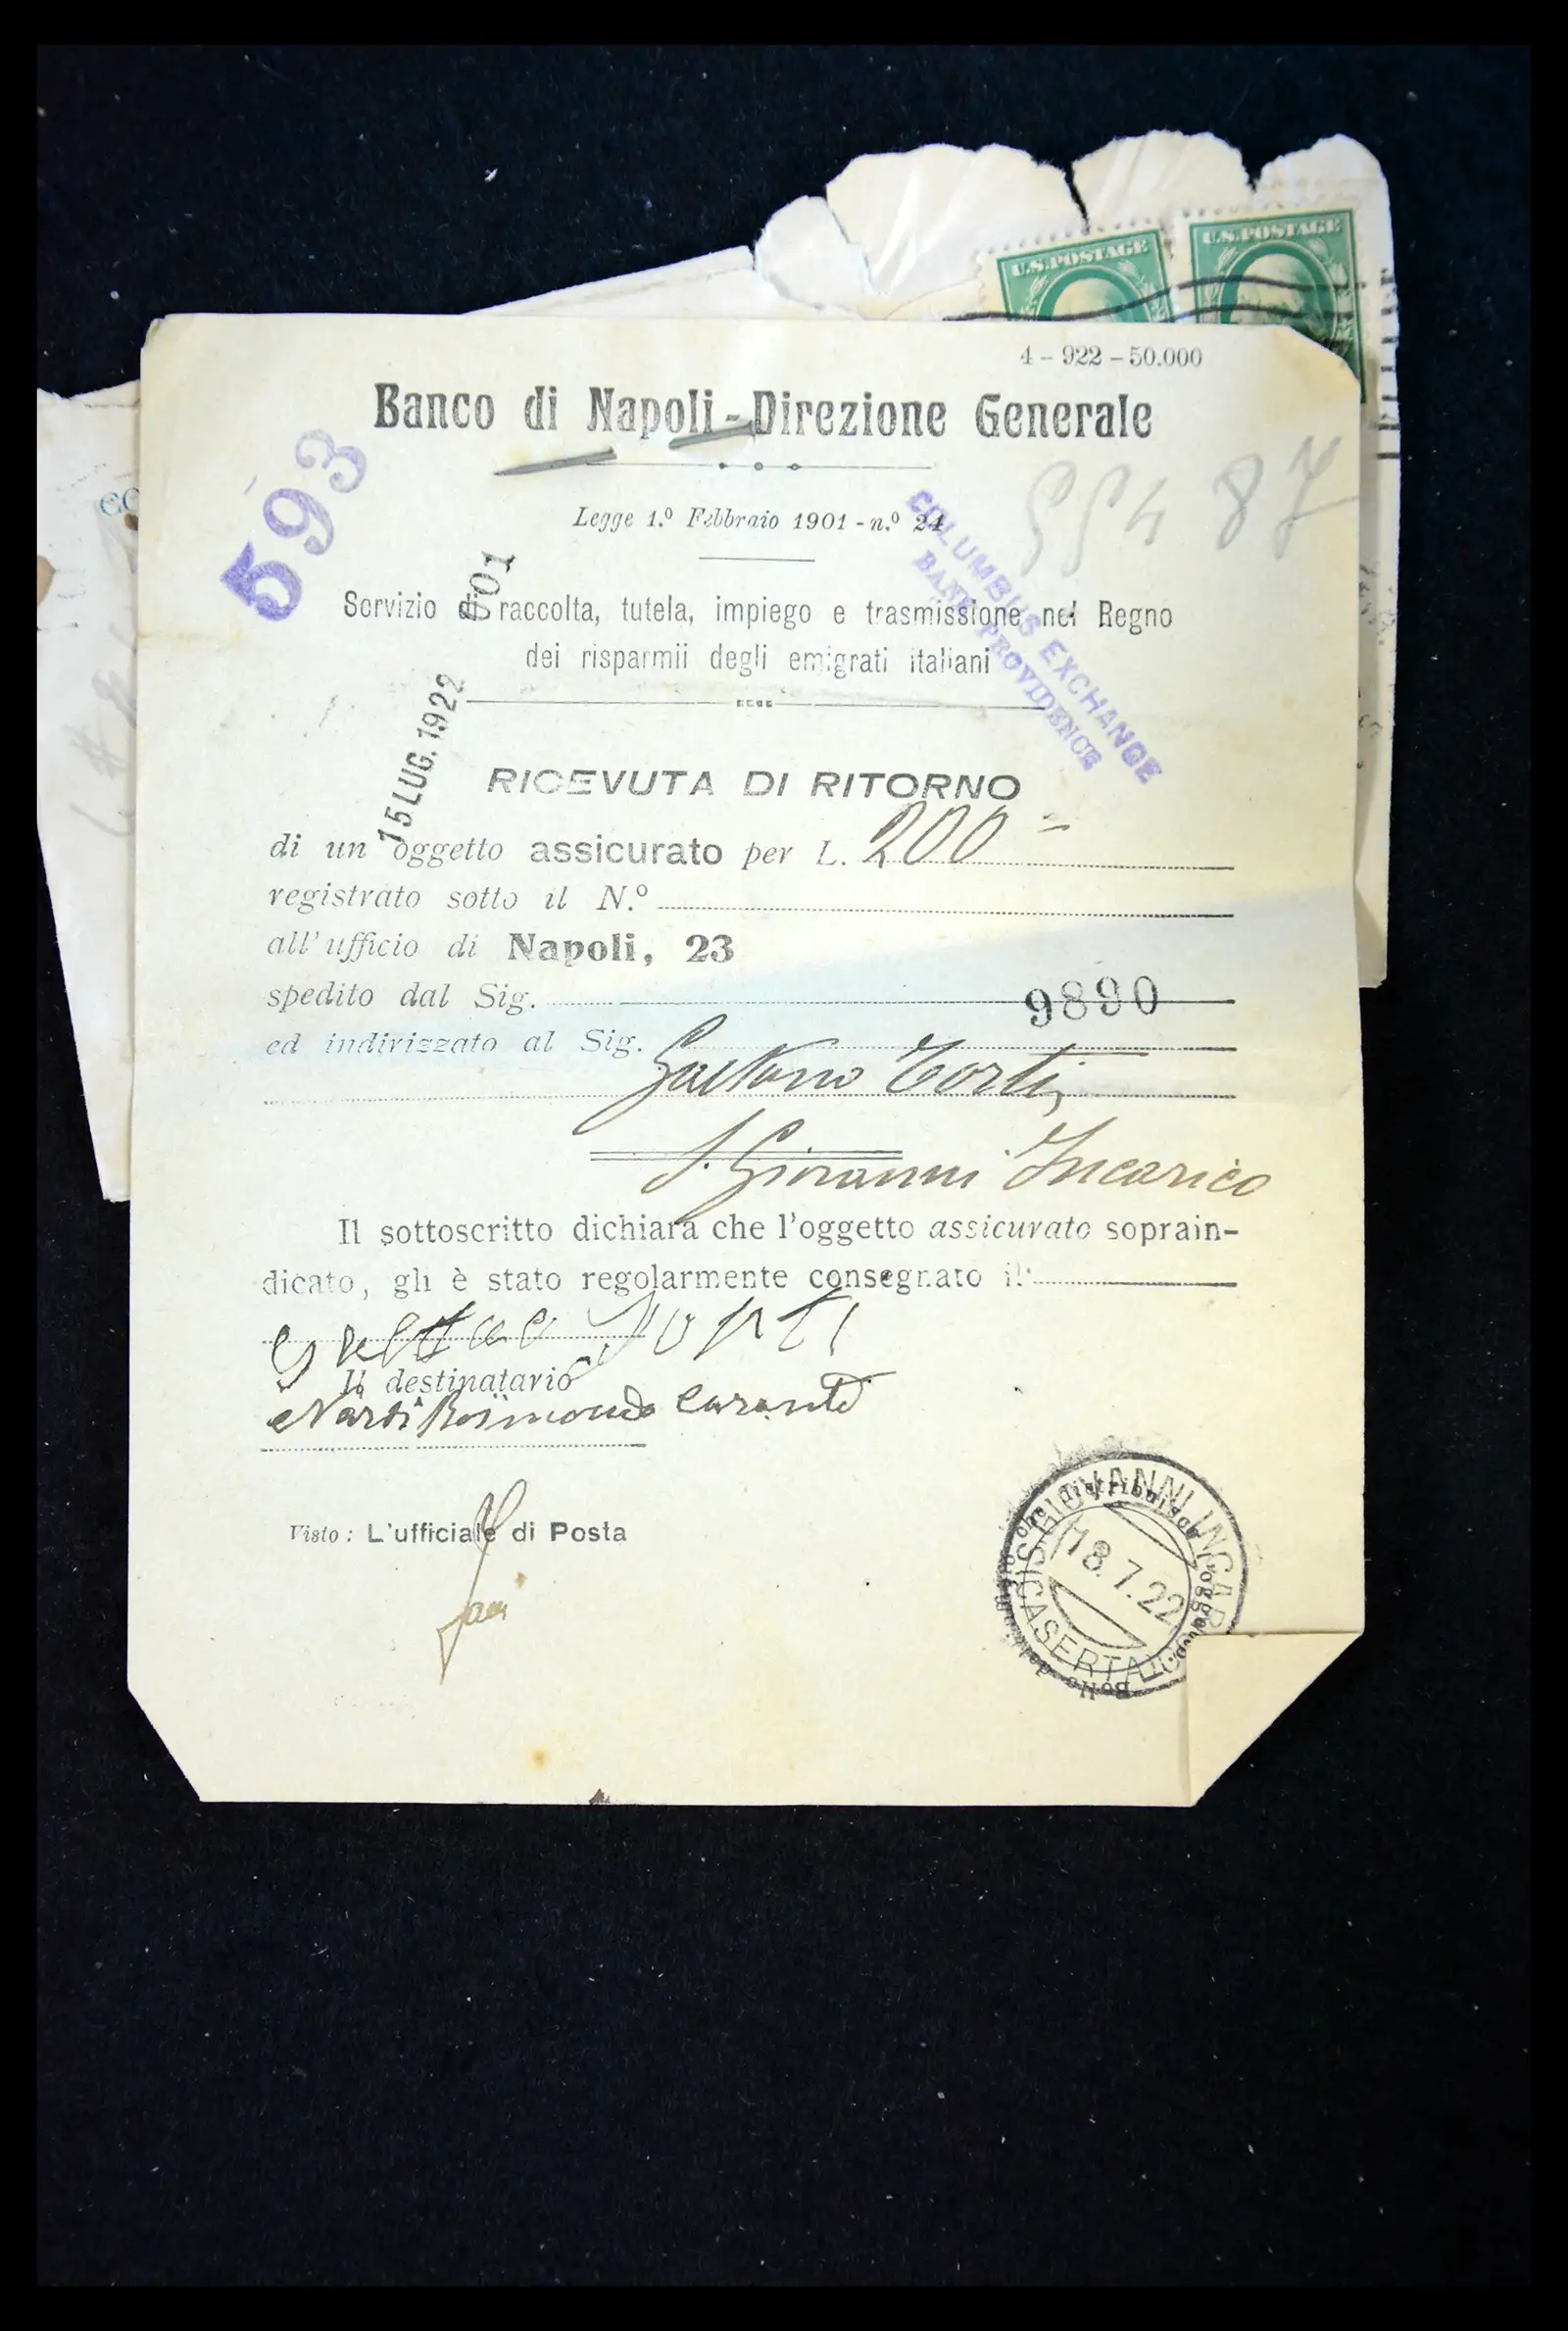 U.S. POSTAGE
U.S. POSTAGE
4 - 922 - 50.000
Banco di Napoli - Direzione Generale
593
Legge 1.º Febbraio 1901 - n.º 24
COLUMBUS EXCHANGE
BANK PROVIDENCE
601
Servizio di raccolta, tutela, impiego e trasmissione nel Regno
dei risparmii degli emigrati italiani
15 LUG. 1922
RICEVUTA DI RITORNO
di un oggetto assicurato per L. 200
registrato sotto il N.º
all' ufficio di Napoli, 23
spedito dal Sig. 9890
ed indirizzato al Sig.
Gaetano Torti
S. Giovanni Incarico
Il sottoscritto dichiara che l'oggetto assicurato soprain-
dicato, gli è stato regolarmente consegnato il
Il destinatario
Visto : L'ufficiale di Posta
S. GIOVANNI INCARICO
18.7.22
CASERTA